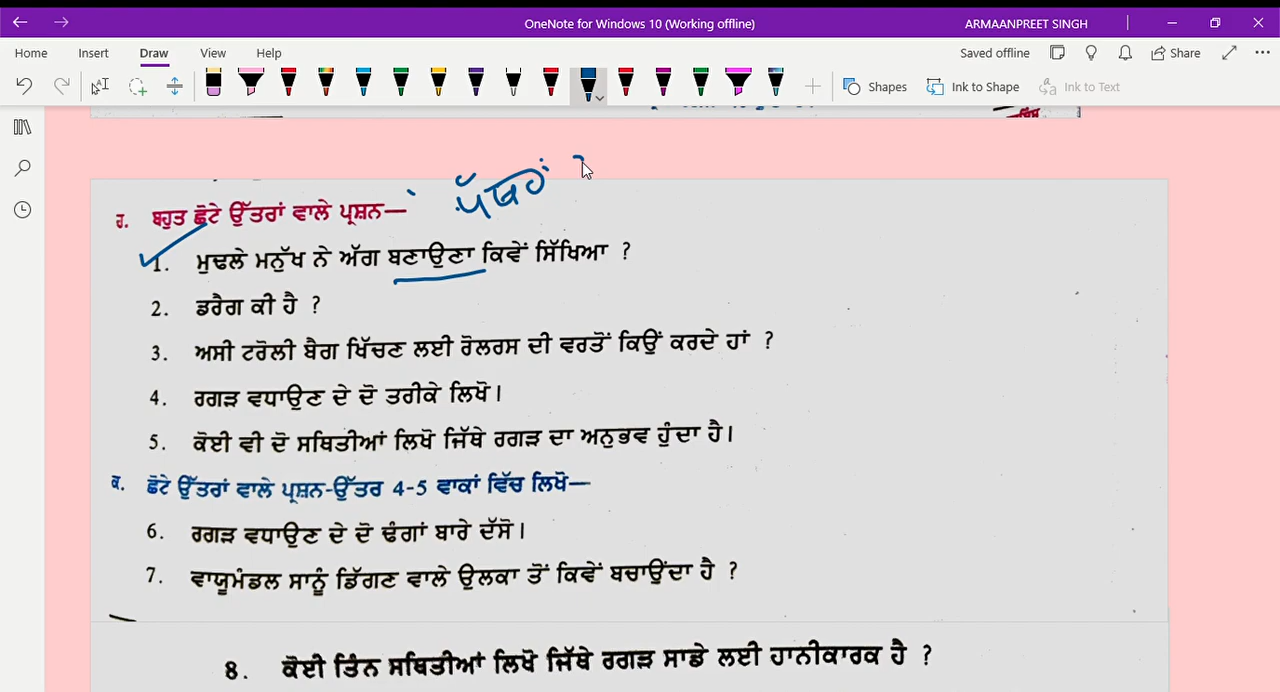 OneNote for Windows 10 (Working offline)
ARMAANPREET SINGH
Home Insert Draw View Help
Saved offline Share
Shapes Ink to Shape Ink to Text
ਹ. ਬਹੁਤ ਛੋਟੇ ਉੱਤਰਾਂ ਵਾਲੇ ਪ੍ਰਸ਼ਨ—
1. ਮੁਢਲੇ ਮਨੁੱਖ ਨੇ ਅੱਗ ਬਣਾਉਣਾ ਕਿਵੇਂ ਸਿੱਖਿਆ ?
2. ਡਰੈਗ ਕੀ ਹੈ ?
3. ਅਸੀ ਟਰੋਲੀ ਬੈਗ ਖਿੱਚਣ ਲਈ ਰੋਲਰਸ ਦੀ ਵਰਤੋਂ ਕਿਉਂ ਕਰਦੇ ਹਾਂ ?
4. ਰਗੜ ਵਧਾਉਣ ਦੇ ਦੋ ਤਰੀਕੇ ਲਿਖੋ।
5. ਕੋਈ ਵੀ ਦੋ ਸਥਿਤੀਆਂ ਲਿਖੋ ਜਿੱਥੇ ਰਗੜ ਦਾ ਅਨੁਭਵ ਹੁੰਦਾ ਹੈ।
ਕ. ਛੋਟੇ ਉੱਤਰਾਂ ਵਾਲੇ ਪ੍ਰਸ਼ਨ-ਉੱਤਰ 4-5 ਵਾਕਾਂ ਵਿੱਚ ਲਿਖੋ—
6. ਰਗੜ ਵਧਾਉਣ ਦੇ ਦੋ ਢੰਗਾਂ ਬਾਰੇ ਦੱਸੋ।
7. ਵਾਯੂਮੰਡਲ ਸਾਨੂੰ ਡਿੱਗਣ ਵਾਲੇ ਉਲਕਾ ਤੋਂ ਕਿਵੇਂ ਬਚਾਉਂਦਾ ਹੈ ?
8. ਕੋਈ ਤਿੰਨ ਸਥਿਤੀਆਂ ਲਿਖੋ ਜਿੱਥੇ ਰਗੜ ਸਾਡੇ ਲਈ ਹਾਨੀਕਾਰਕ ਹੈ ?